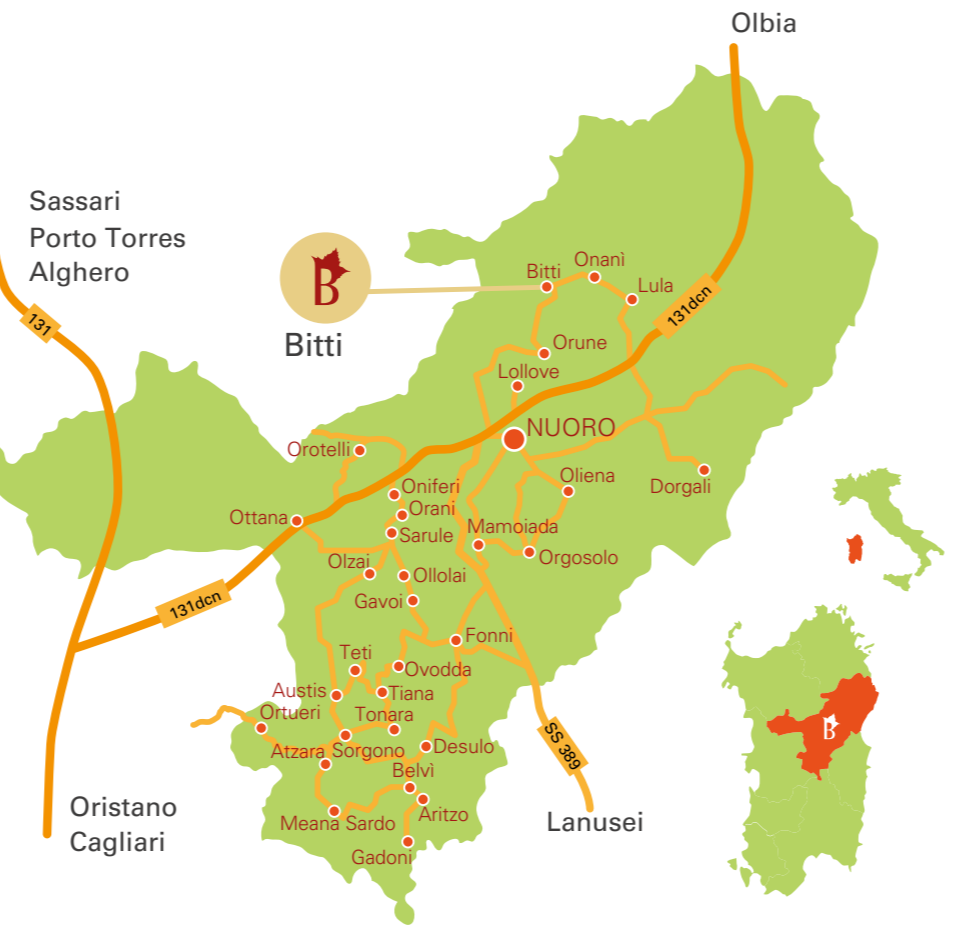 Olbia
Sassari
Porto Torres
Alghero
131
B
Bitti
Bitti
Onanì
Lula
131dcn
Orune
Lollove
NUORO
Orotelli
Oliena
Dorgali
Oniferi
Orani
Ottana
Sarule
Mamoiada
Orgosolo
Olzai
Ollolai
Gavoi
131dcn
Fonni
Teti
Ovodda
Austis
Tiana
Ortueri
Tonara
Atzara
Sorgono
Desulo
SS 389
Belvì
Aritzo
Meana Sardo
Gadoni
Lanusei
Oristano
Cagliari
B